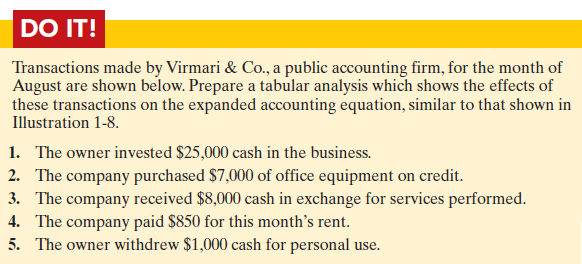 DO IT!
Transactions made by Virmari & Co., a public accounting firm, for the month of
August are shown below. Prepare a tabular analysis which shows the effects of
these transactions on the expanded accounting equation, similar to that shown in
Illustration 1-8.
1. The owner invested $25,000 cash in the business.
2. The company purchased $7,000 of office equipment on credit.
3. The company received $8,000 cash in exchange for services performed.
4. The company paid $850 for this month's rent.
5. The owner withdrew $1,000 cash for personal use.